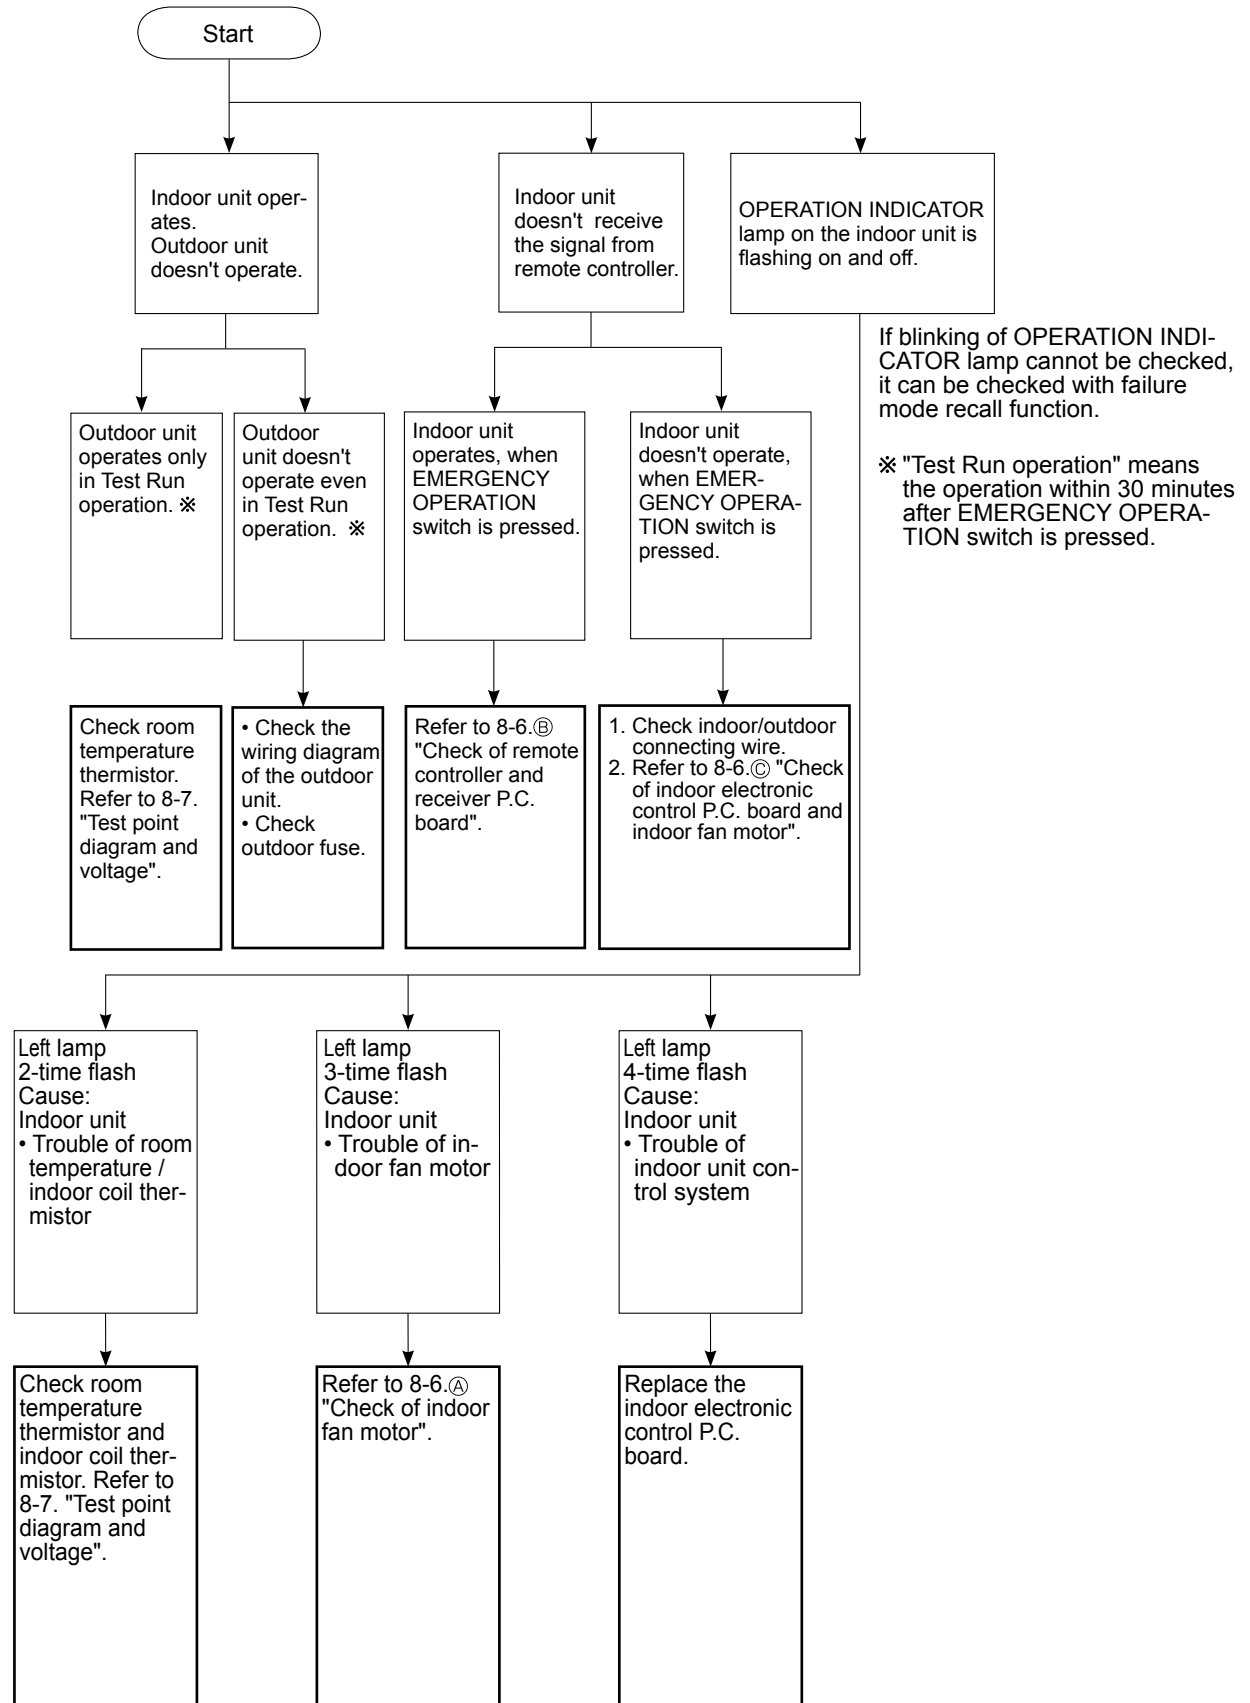 Start
Indoor unit oper-
ates.
Outdoor unit
doesn't operate.
Indoor unit
doesn't  receive
the signal from
remote controller.
OPERATION INDICATOR
lamp on the indoor unit is
flashing on and off.
If blinking of OPERATION INDI-
CATOR lamp cannot be checked,
it can be checked with failure
mode recall function.
※ "Test Run operation" means
the operation within 30 minutes
after EMERGENCY OPERA-
TION switch is pressed.
Outdoor unit
operates only
in Test Run
operation. ※
Outdoor
unit doesn't
operate even
in Test Run
operation.  ※
Indoor unit
operates, when
EMERGENCY
OPERATION
switch is pressed.
Indoor unit
doesn't operate,
when EMER-
GENCY OPERA-
TION switch is
pressed.
Check room
temperature
thermistor.
Refer to 8-7.
"Test point
diagram and
voltage".
• Check the
wiring diagram
of the outdoor
unit.
• Check
outdoor fuse.
Refer to 8-6.Ⓑ
"Check of remote
controller and
receiver P.C.
board".
1. Check indoor/outdoor
connecting wire.
2. Refer to 8-6.Ⓒ "Check
of indoor electronic
control P.C. board and
indoor fan motor".
Left lamp
2-time flash
Cause:
Indoor unit
• Trouble of room
temperature /
indoor coil ther-
mistor
Left lamp
3-time flash
Cause:
Indoor unit
• Trouble of in-
door fan motor
Left lamp
4-time flash
Cause:
Indoor unit
• Trouble of
indoor unit con-
trol system
Check room
temperature
thermistor and
indoor coil ther-
mistor. Refer to
8-7. "Test point
diagram and
voltage".
Refer to 8-6.Ⓐ
"Check of indoor
fan motor".
Replace the
indoor electronic
control P.C.
board.